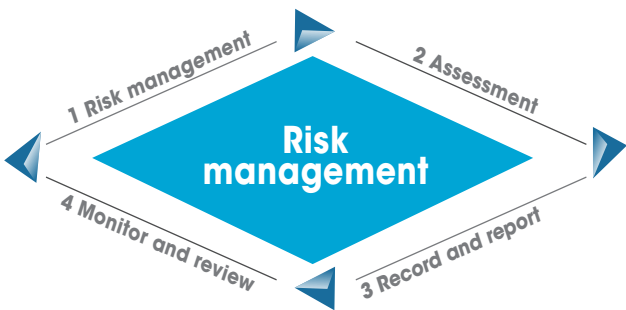 1 Risk management
2 Assessment
Risk
management
4 Monitor and review
3 Record and report